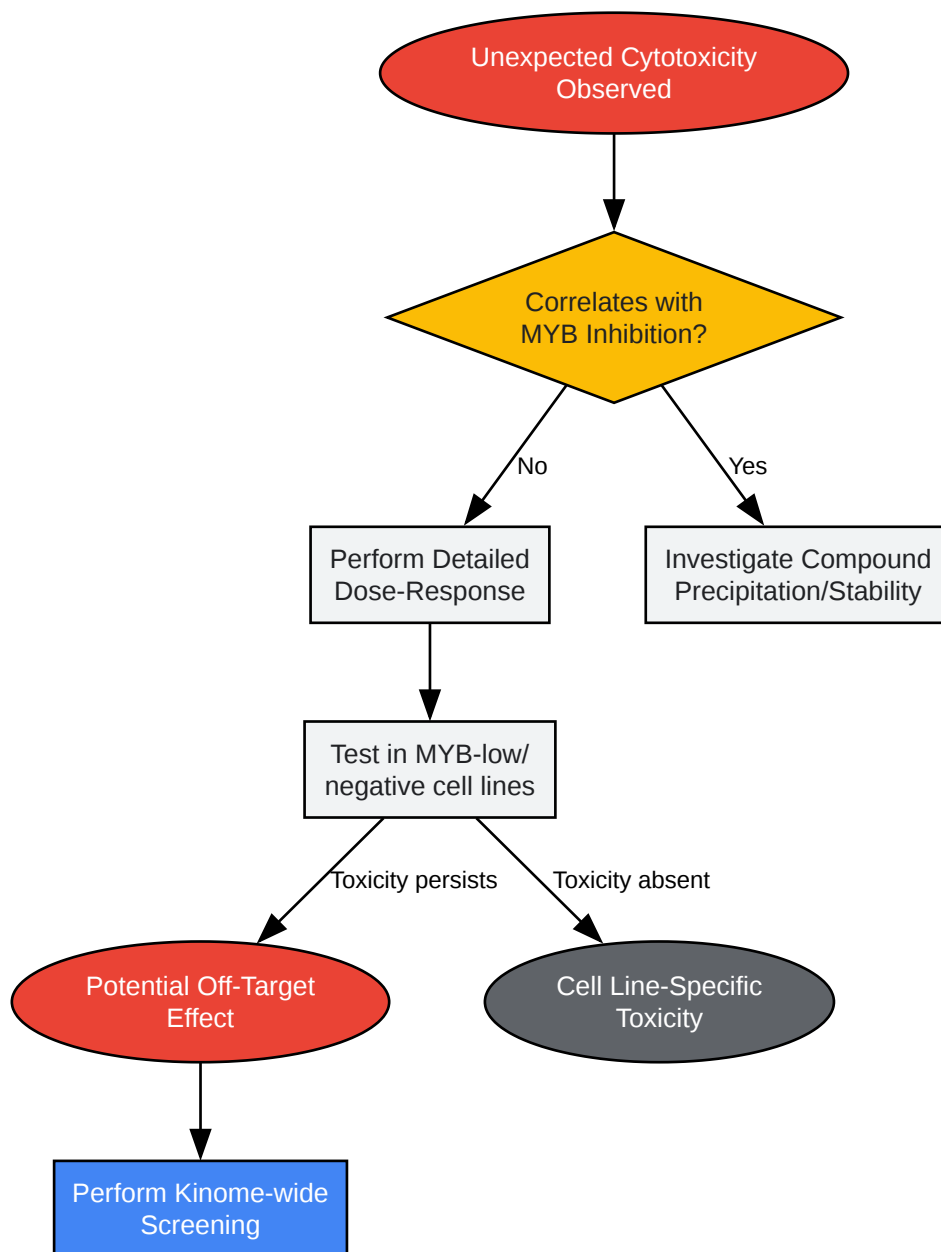 Unexpected Cytotoxicity
Observed
Correlates with
MYB Inhibition?
No
Yes
Perform Detailed
Dose-Response
Investigate Compound
Precipitation/Stability
Test in MYB-low/
negative cell lines
Toxicity persists
Toxicity absent
Potential Off-Target
Effect
Cell Line-Specific
Toxicity
Perform Kinome-wide
Screening